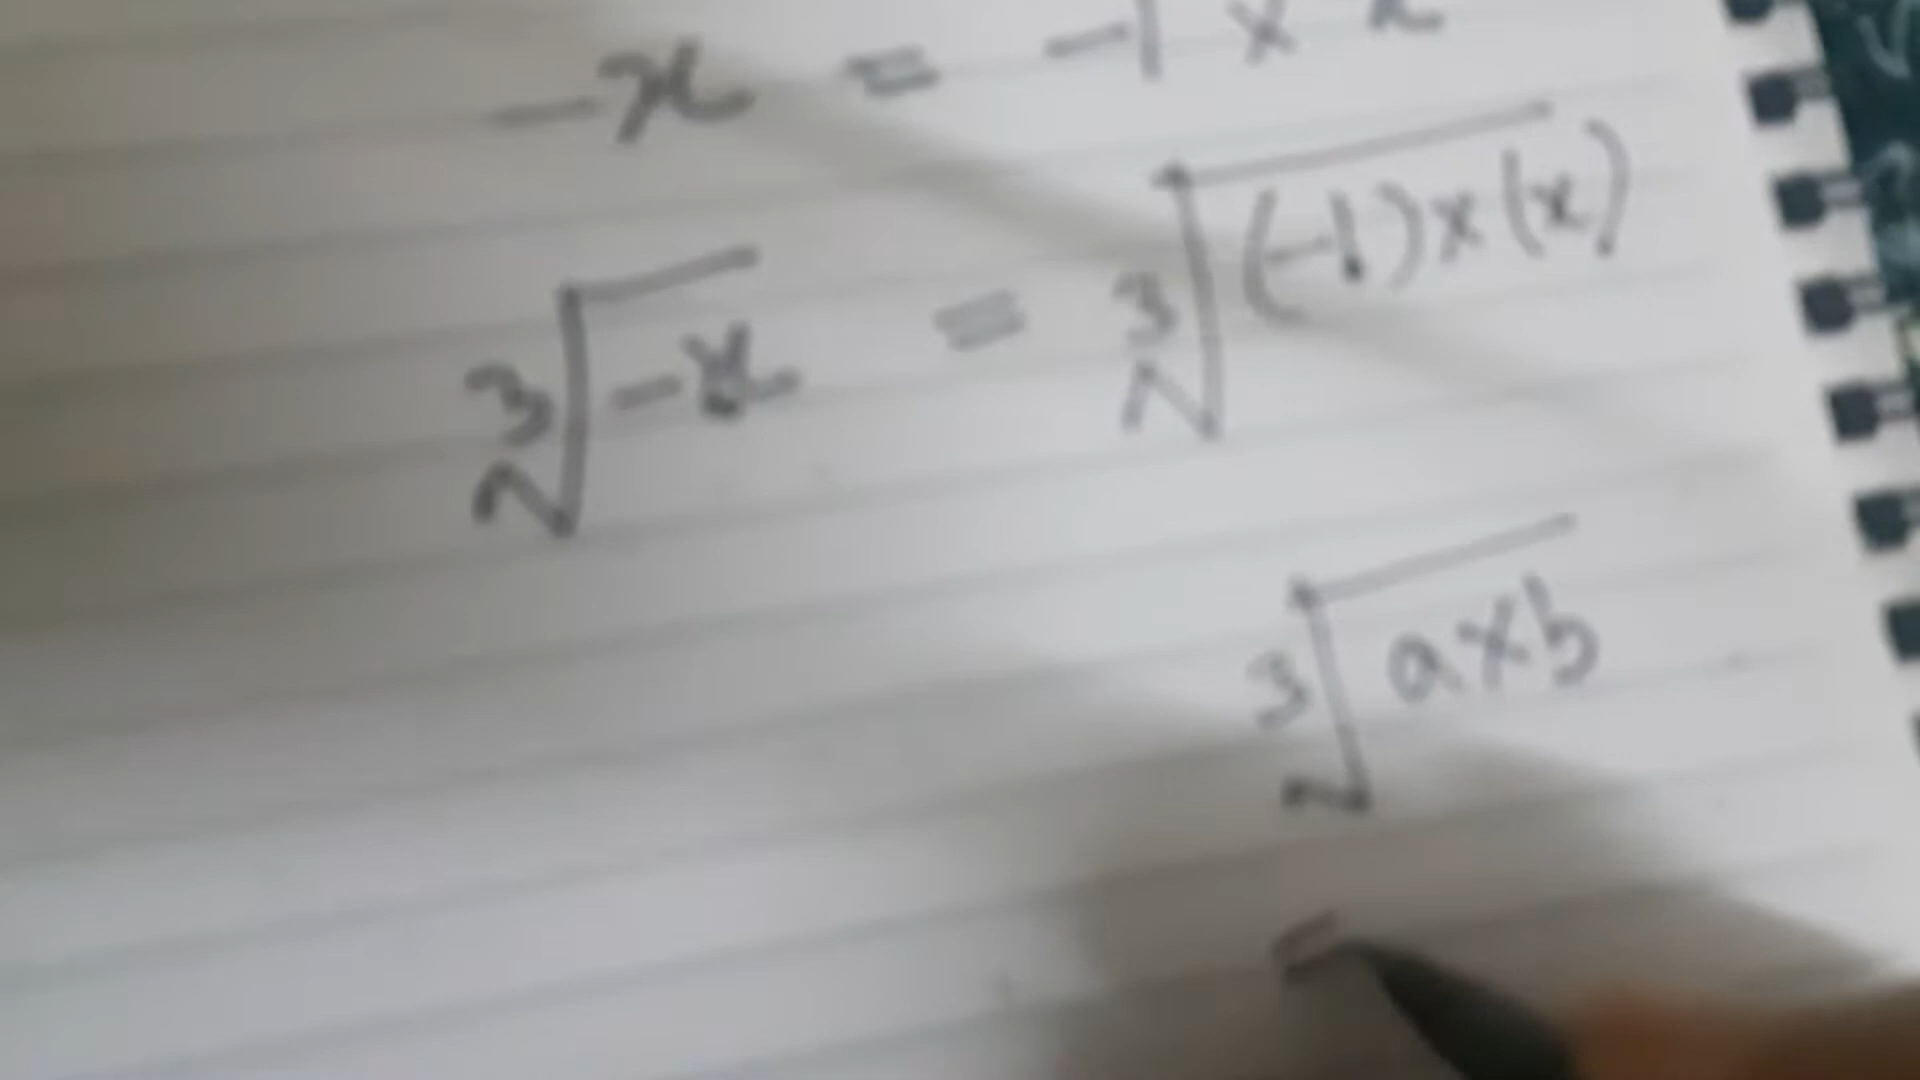 -x = -1 × x
∛-x = ∛(-1)×(x)
∛a×b
=